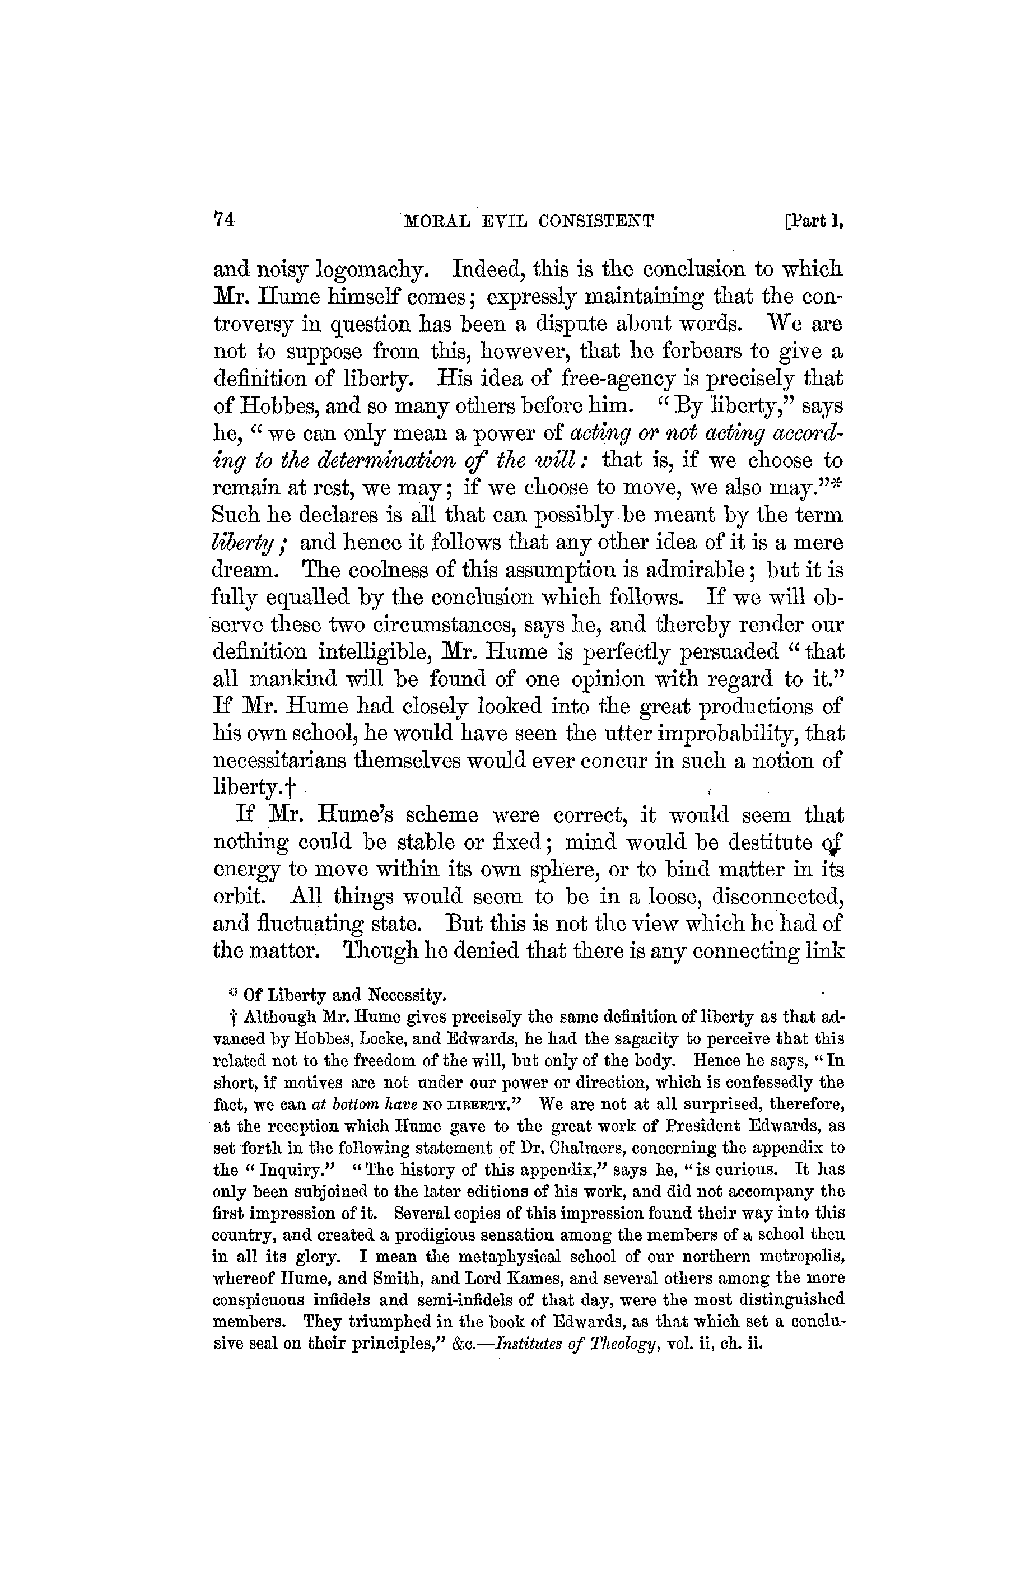 74 MORAL EVIL CONSISTENT [Part I,
and noisy logomachy. Indeed, this is the conclusion to which
Mr. Hume himself comes; expressly maintaining that the con-
troversy in question has been a dispute about words. We are
not to suppose from this, however, that he forbears to give a
definition of liberty. His idea of free-agency is precisely that
of Hobbes, and so many others before him. “By liberty,” says
he, “we can only mean a power of acting or not acting accord-
ing to the determination of the will: that is, if we choose to
remain at rest, we may; if we choose to move, we also may.”*
Such he declares is all that can possibly be meant by the term
liberty; and hence it follows that any other idea of it is a mere
dream. The coolness of this assumption is admirable; but it is
fully equalled by the conclusion which follows. If we will ob-
serve these two circumstances, says he, and thereby render our
definition intelligible, Mr. Hume is perfectly persuaded “that
all mankind will be found of one opinion with regard to it.”
If Mr. Hume had closely looked into the great productions of
his own school, he would have seen the utter improbability, that
necessitarians themselves would ever concur in such a notion of
liberty.†
If Mr. Hume’s scheme were correct, it would seem that
nothing could be stable or fixed; mind would be destitute of
energy to move within its own sphere, or to bind matter in its
orbit. All things would seem to be in a loose, disconnected,
and fluctuating state. But this is not the view which he had of
the matter. Though he denied that there is any connecting link
* Of Liberty and Necessity.
† Although Mr. Hume gives precisely the same definition of liberty as that ad-
vanced by Hobbes, Locke, and Edwards, he had the sagacity to perceive that this
related not to the freedom of the will, but only of the body. Hence he says, “In
short, if motives are not under our power or direction, which is confessedly the
fact, we can at bottom have NO LIBERTY.” We are not at all surprised, therefore,
at the reception which Hume gave to the great work of President Edwards, as
set forth in the following statement of Dr. Chalmers, concerning the appendix to
the “Inquiry.” “The history of this appendix,” says he, “is curious. It has
only been subjoined to the later editions of his work, and did not accompany the
first impression of it. Several copies of this impression found their way into this
country, and created a prodigious sensation among the members of a school then
in all its glory. I mean the metaphysical school of our northern metropolis,
whereof Hume, and Smith, and Lord Kames, and several others among the more
conspicuous infidels and semi-infidels of that day, were the most distinguished
members. They triumphed in the book of Edwards, as that which set a conclu-
sive seal on their principles,” &c.—Institutes of Theology, vol. ii, ch. ii.